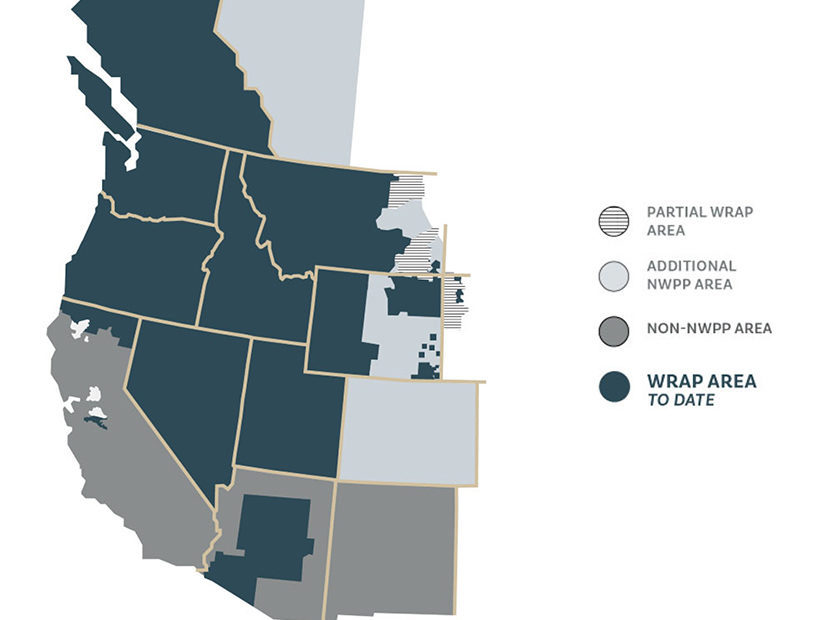 PARTIAL WRAP
AREA
ADDITIONAL
NWPP AREA
NON-NWPP AREA
WRAP AREA
TO DATE